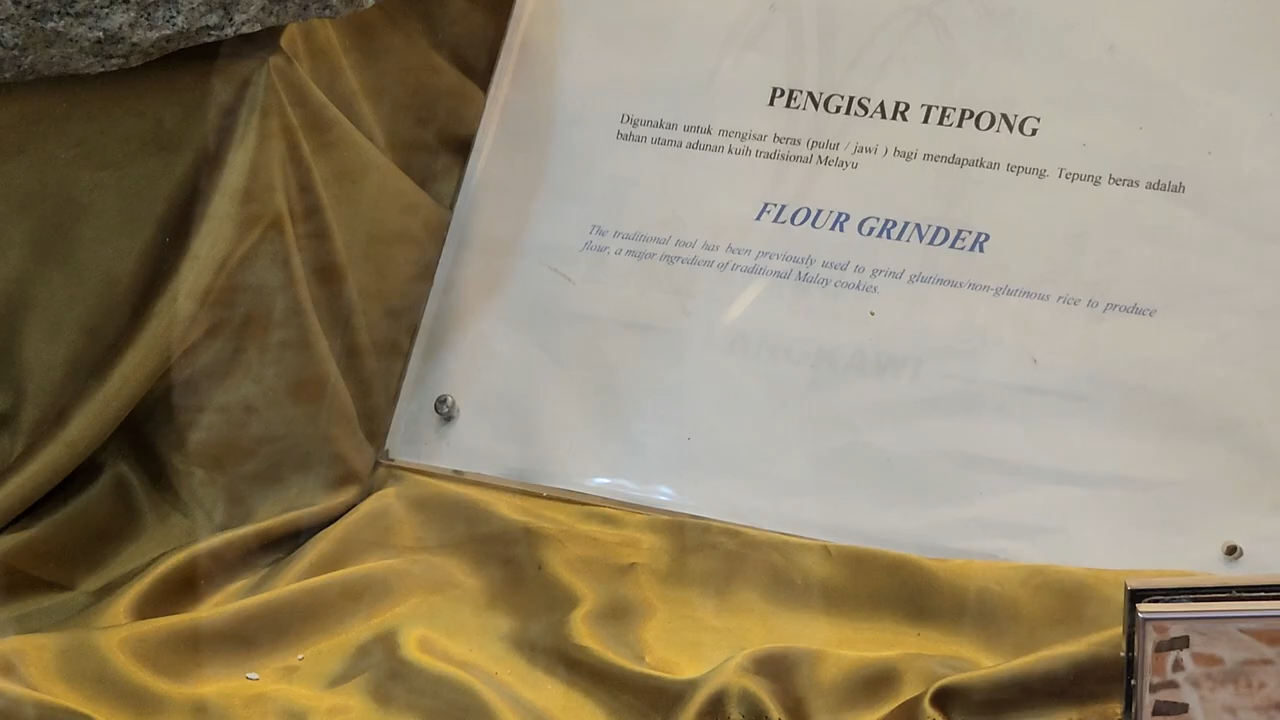 PENGISAR TEPONG
Digunakan untuk mengisar beras (pulut / jawi ) bagi mendapatkan tepung. Tepung beras adalah
bahan utama adunan kuih tradisional Melayu
FLOUR GRINDER
The traditional tool has been previously used to grind glutinous/non-glutinous rice to produce
flour, a major ingredient of traditional Malay cookies.